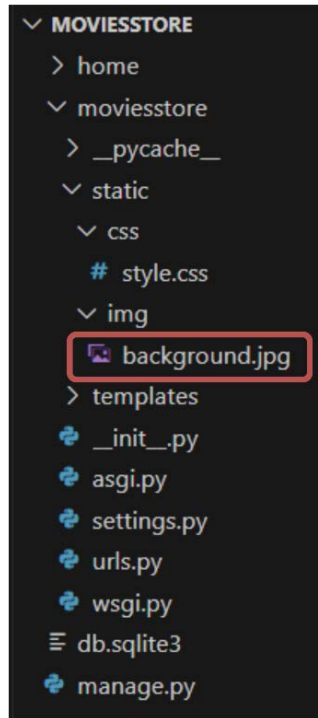 MOVIESSTORE
home
moviesstore
__pycache__
static
css
# style.css
img
background.jpg
templates
__init__.py
asgi.py
settings.py
urls.py
wsgi.py
db.sqlite3
manage.py